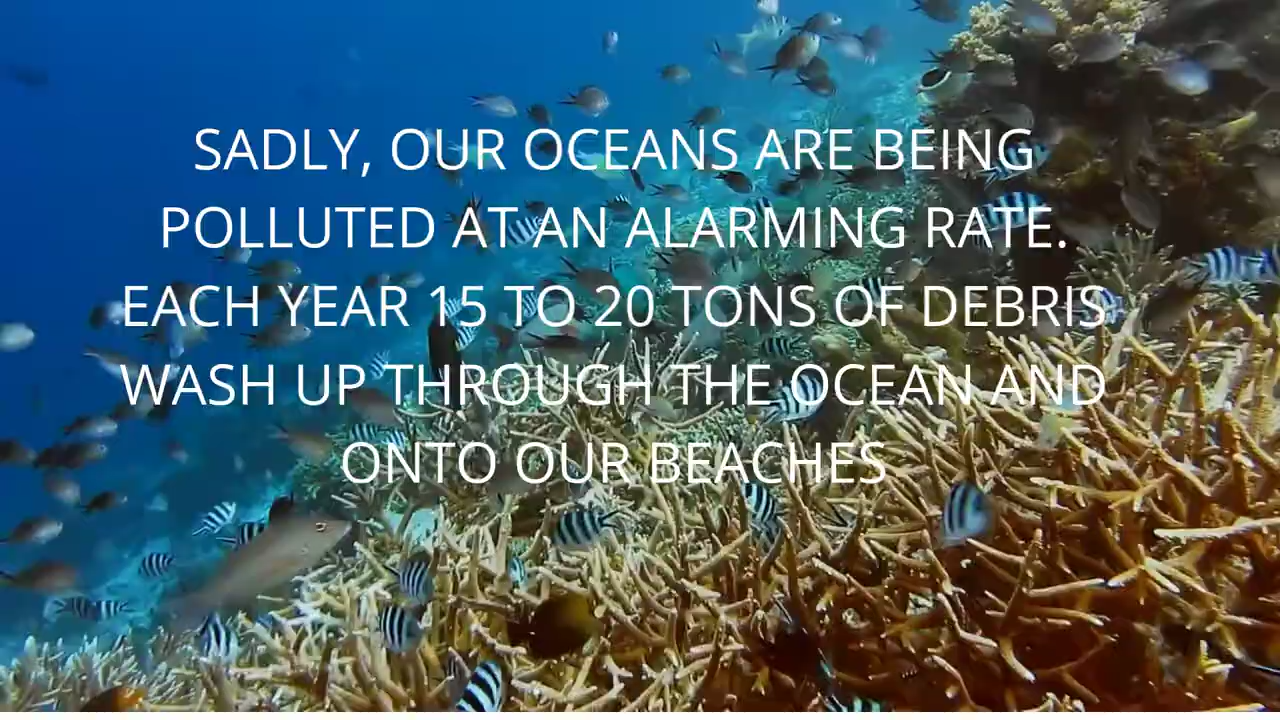 SADLY, OUR OCEANS ARE BEING
POLLUTED AT AN ALARMING RATE.
EACH YEAR 15 TO 20 TONS OF DEBRIS
WASH UP THROUGH THE OCEAN AND
ONTO OUR BEACHES